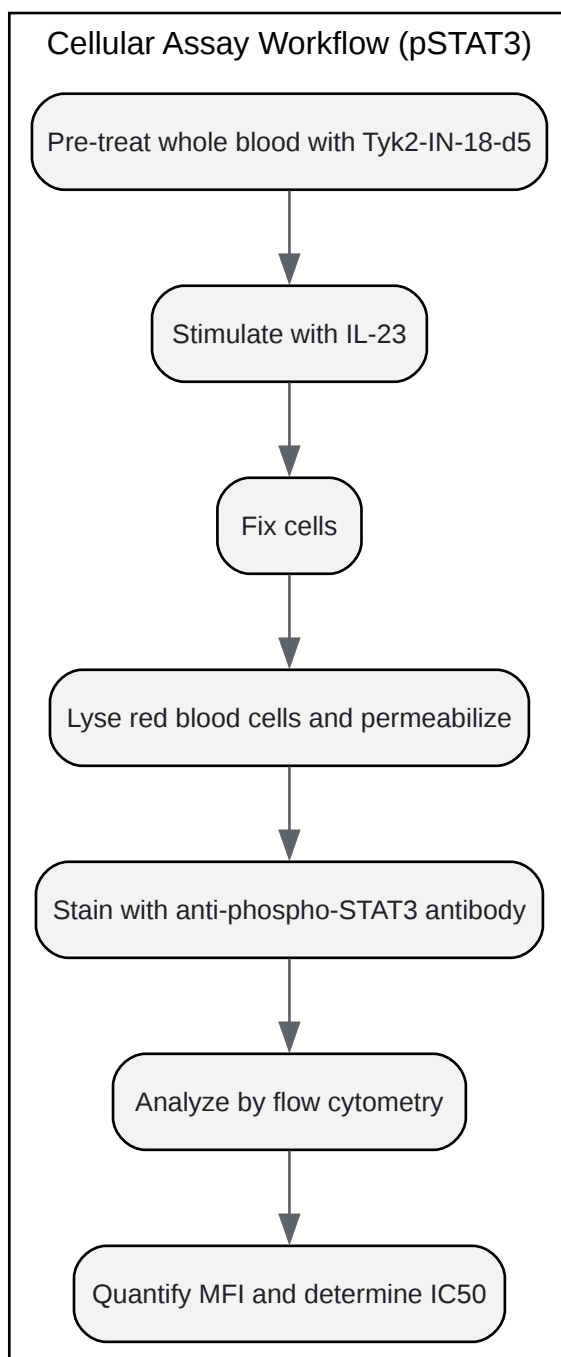 Cellular Assay Workflow (pSTAT3)
Pre-treat whole blood with Tyk2-IN-18-d5
Stimulate with IL-23
Fix cells
Lyse red blood cells and permeabilize
Stain with anti-phospho-STAT3 antibody
Analyze by flow cytometry
Quantify MFI and determine IC50